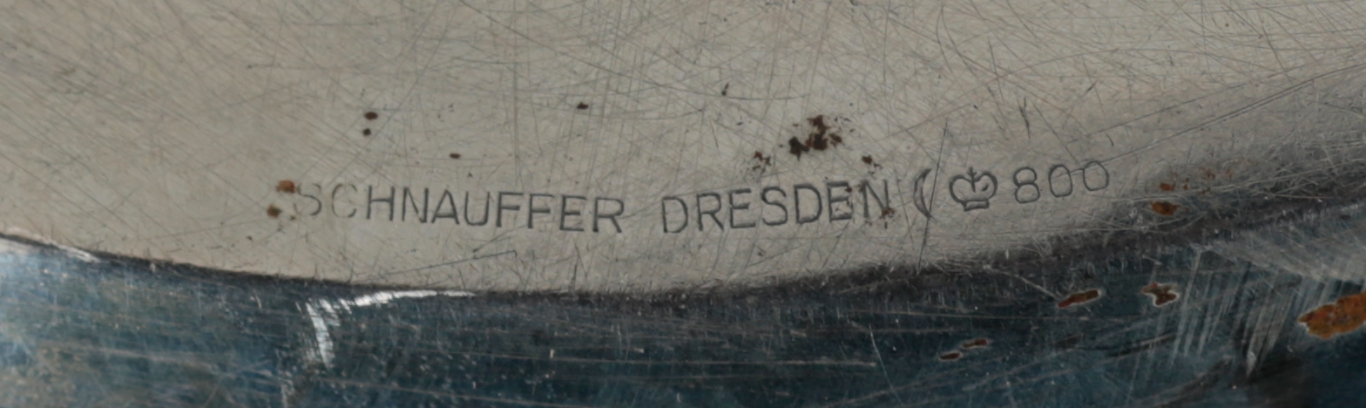 SCHNAUFFER DRESDEN 800